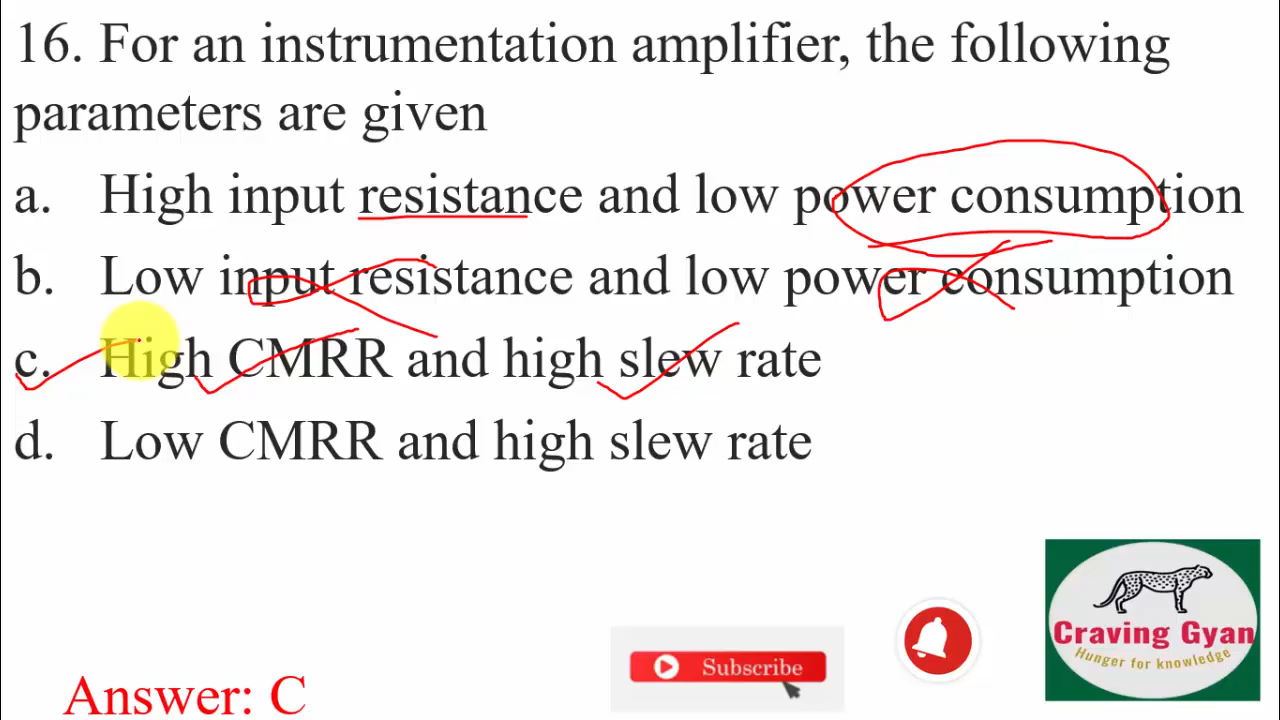 16. For an instrumentation amplifier, the following
parameters are given
a. High input resistance and low power consumption
b. Low input resistance and low power consumption
c. High CMRR and high slew rate
d. Low CMRR and high slew rate
Answer: C
Subscribe
Craving Gyan
Hunger for knowledge